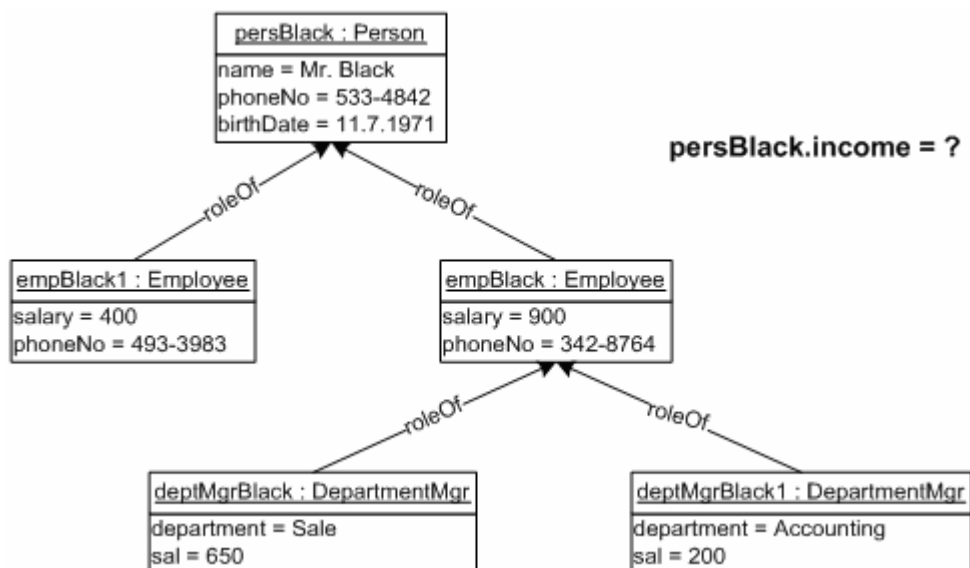 persBlack : Person
name = Mr. Black
phoneNo = 533-4842
birthDate = 11.7.1971
persBlack.income = ?
roleOf
roleOf
empBlack1 : Employee
salary = 400
phoneNo = 493-3983
empBlack : Employee
salary = 900
phoneNo = 342-8764
roleOf
roleOf
deptMgrBlack : DepartmentMgr
department = Sale
sal = 650
deptMgrBlack1 : DepartmentMgr
department = Accounting
sal = 200